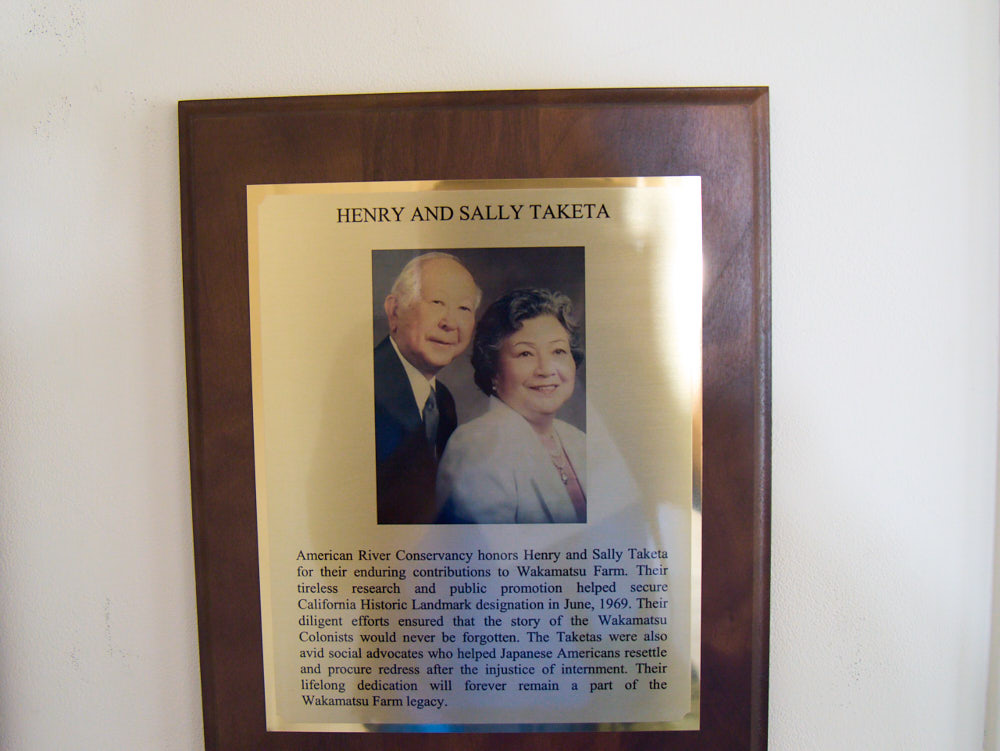 HENRY AND SALLY TAKETA
American River Conservancy honors Henry and Sally Taketa
for their enduring contributions to Wakamatsu Farm. Their
tireless research and public promotion helped secure
California Historic Landmark designation in June, 1969. Their
diligent efforts ensured that the story of the Wakamatsu
Colonists would never be forgotten. The Taketas were also
avid social advocates who helped Japanese Americans resettle
and procure redress after the injustice of internment. Their
lifelong dedication will forever remain a part of the
Wakamatsu Farm legacy.